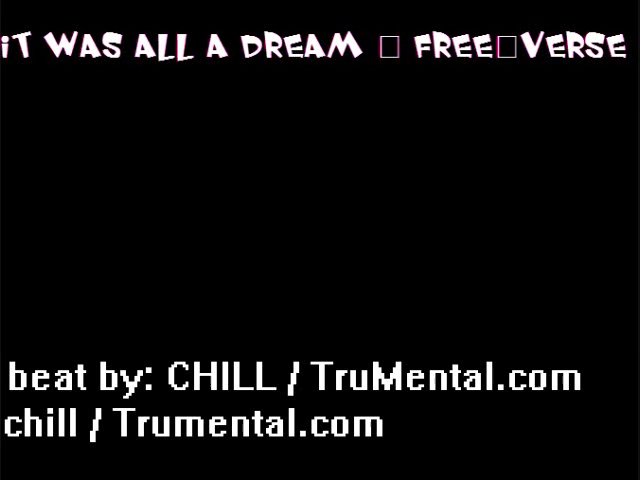 iT WAS ALL A DREAM □ FREE□VERSE
beat by: CHILL / TruMental.com
chill / Trumental.com